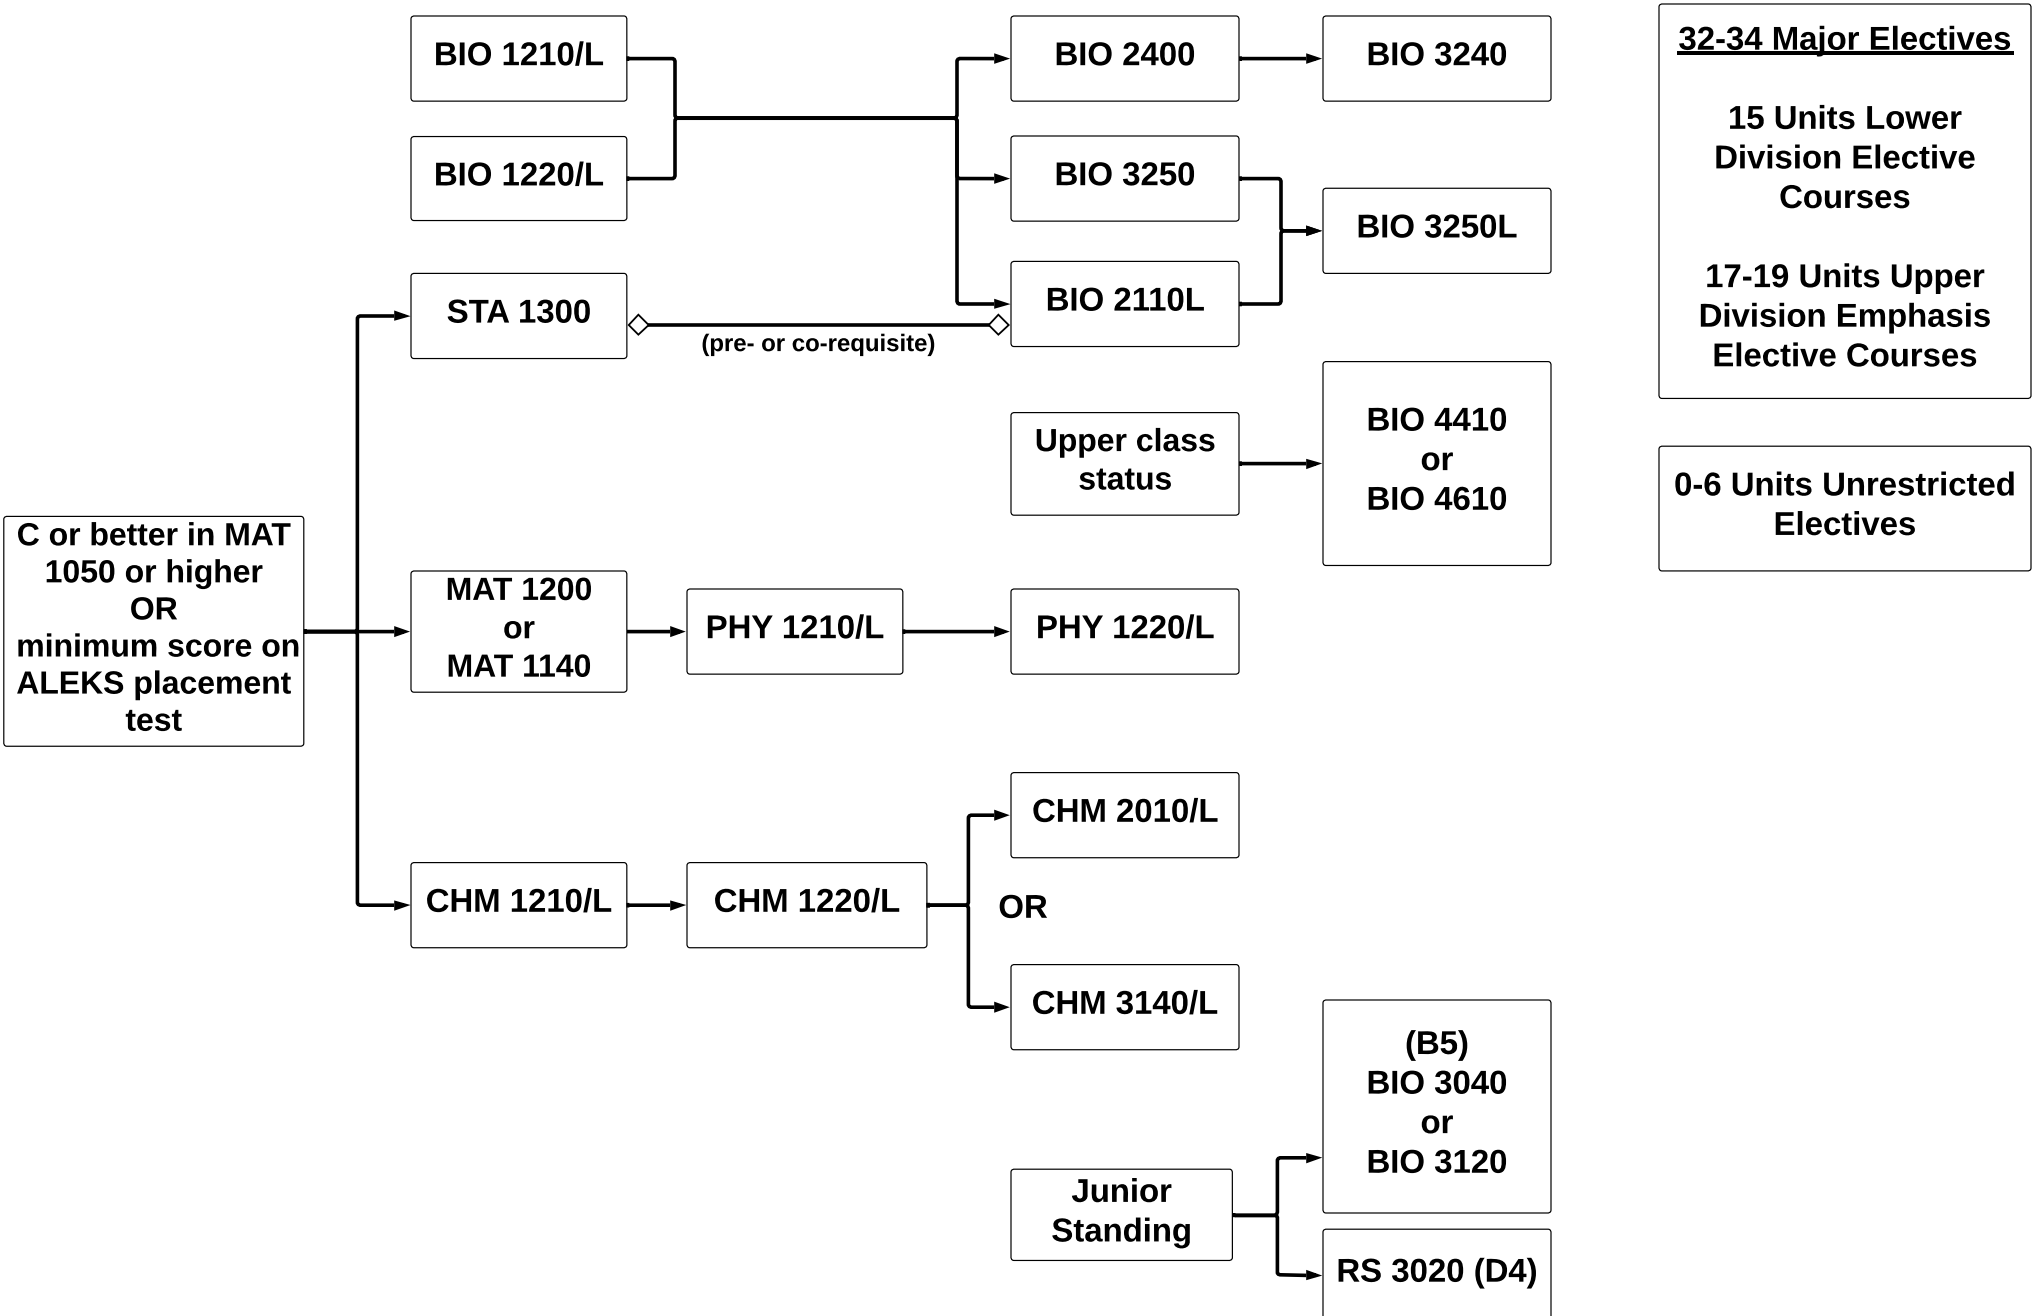 BIO 1210/L
BIO 2400
BIO 3240
32-34 Major Electives
15 Units Lower
Division Elective
Courses
17-19 Units Upper
Division Emphasis
Elective Courses
BIO 1220/L
BIO 3250
BIO 3250L
STA 1300
(pre- or co-requisite)
BIO 2110L
Upper class
status
BIO 4410
or
BIO 4610
0-6 Units Unrestricted
Electives
C or better in MAT
1050 or higher
OR
minimum score on
ALEKS placement
test
MAT 1200
or
MAT 1140
PHY 1210/L
PHY 1220/L
CHM 1210/L
CHM 1220/L
CHM 2010/L
OR
CHM 3140/L
Junior
Standing
(B5)
BIO 3040
or
BIO 3120
RS 3020 (D4)